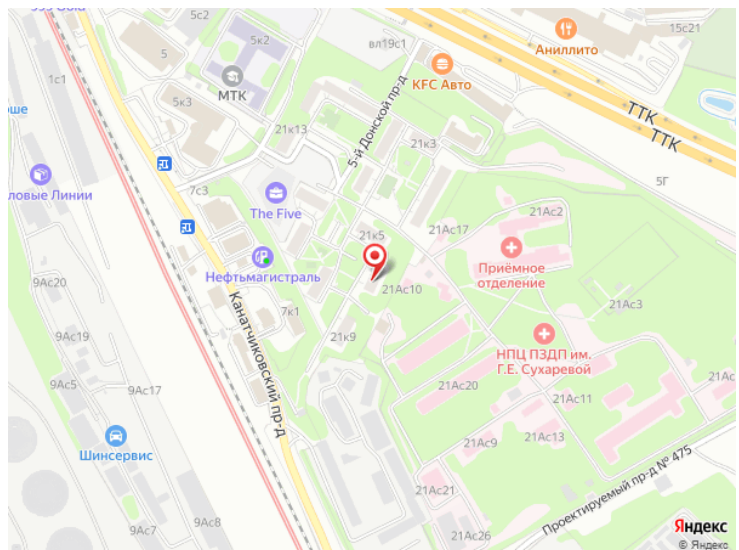 5к2
вл19с1
Аниллито
15с21
5
МТК
KFC Авто
1с1
5к3
5-й Донской пр-д
ТТК
ТТК
21к13
21к3
5Г
7с3
ловые Линии
The Five
21Ас2
21Ас17
21к5
Приёмное
отделение
Нефтьмагистраль
9Ас20
21Ас10
21Ас3
Канатчиковский пр-д
7к1
9Ас19
21к9
НПЦ ПЗДП им.
Г.Е. Сухаревой
9Ас5
9Ас17
21Ас20
21Ас11
Шинсервис
21Ас9
21Ас13
Проектируемый пр-д № 475
21Ас21
9Ас7
9Ас8
21Ас26
Яндекс
© Яндекс